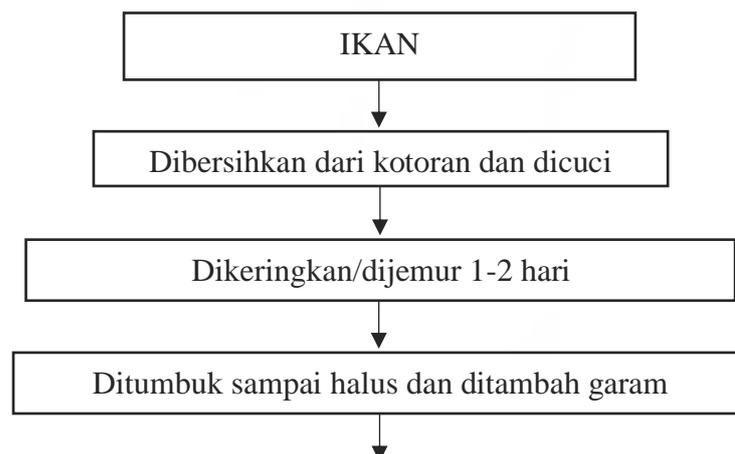 IKAN
Dibersihkan dari kotoran dan dicuci
Dikeringkan/dijemur 1-2 hari
Ditumbuk sampai halus dan ditambah garam